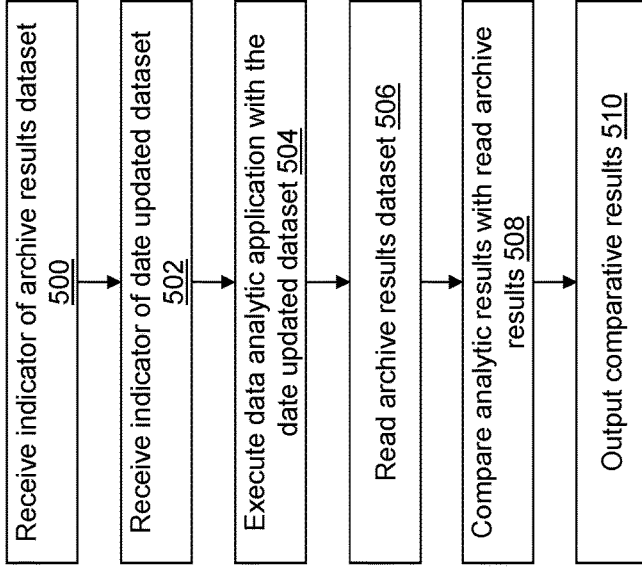 Receive indicator of archive results dataset
500
Receive indicator of date updated dataset
502
Execute data analytic application with the
date updated dataset 504
Read archive results dataset 506
Compare analytic results with read archive
results 508
Output comparative results 510